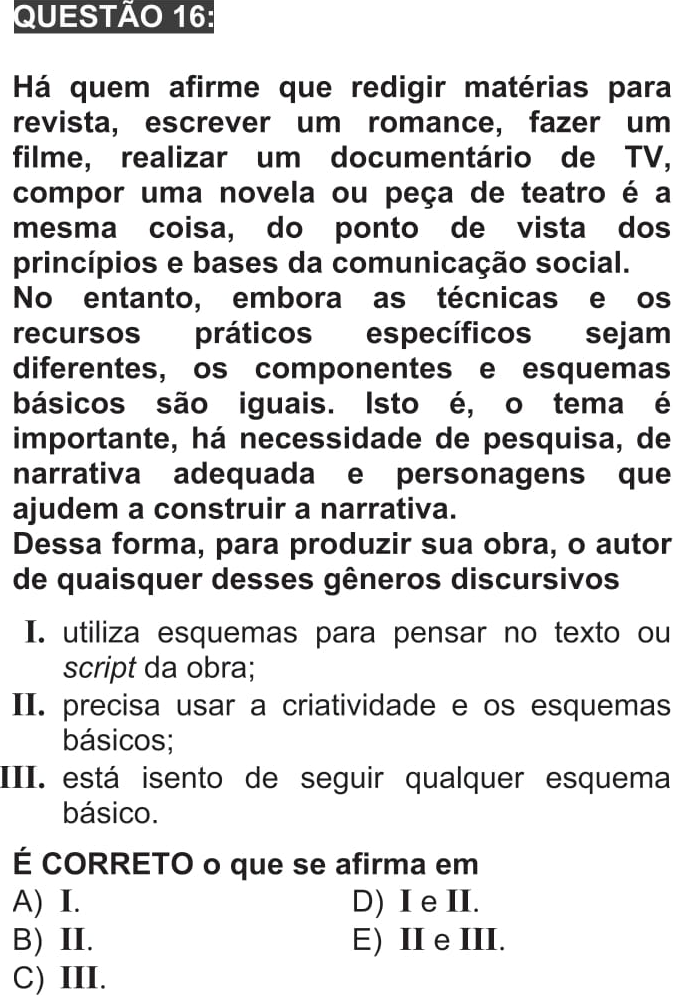 QUESTÃO 16:
Há quem afirme que redigir matérias para
revista, escrever um romance, fazer um
filme, realizar um documentário de TV,
compor uma novela ou peça de teatro é a
mesma coisa, do ponto de vista dos
princípios e bases da comunicação social.
No entanto, embora as técnicas e os
recursos práticos específicos sejam
diferentes, os componentes e esquemas
básicos são iguais. Isto é, o tema é
importante, há necessidade de pesquisa, de
narrativa adequada e personagens que
ajudem a construir a narrativa.
Dessa forma, para produzir sua obra, o autor
de quaisquer desses gêneros discursivos
I. utiliza esquemas para pensar no texto ou
script da obra;
II. precisa usar a criatividade e os esquemas
básicos;
III. está isento de seguir qualquer esquema
básico.
É CORRETO o que se afirma em
A) I.
B) II.
C) III.
D) I e II.
E) II e III.